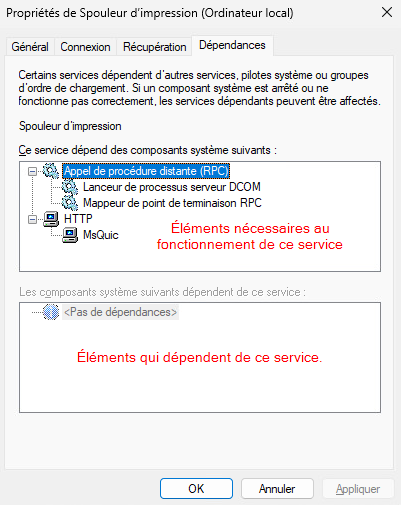 Propriétés de Spouleur d'impression (Ordinateur local)
Général Connexion Récupération Dépendances
Certains services dépendent d'autres services, pilotes système ou groupes
d'ordre de chargement. Si un composant système est arrêté ou ne
fonctionne pas correctement, les services dépendants peuvent être affectés.
Spouleur d'impression
Ce service dépend des composants système suivants :
Appel de procédure distante (RPC)
Lanceur de processus serveur DCOM
Mappeur de point de terminaison RPC
HTTP
MsQuic
Éléments nécessaires au
fonctionnement de ce service
Les composants système suivants dépendent de ce service :
<Pas de dépendances>
Éléments qui dépendent de ce service.
OK Annuler Appliquer